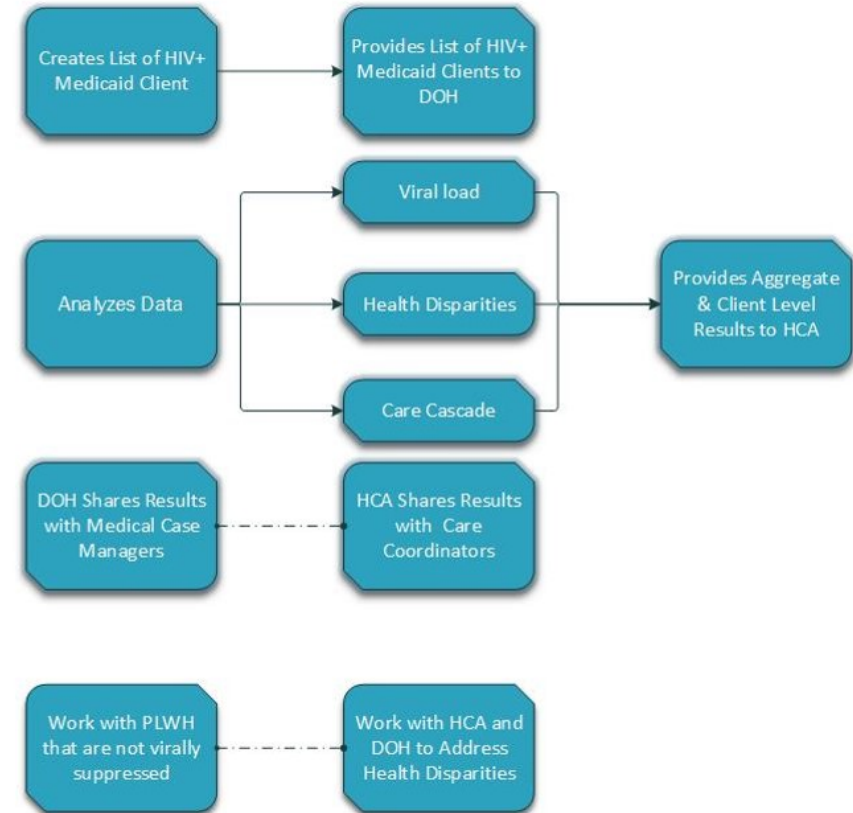 Creates List of HIV+
Medicaid Client
Provides List of HIV+
Medicaid Clients to
DOH
Viral load
Analyzes Data
Health Disparities
Provides Aggregate
& Client Level
Results to HCA
Care Cascade
DOH Shares Results
with Medical Case
Managers
HCA Shares Results
with Care
Coordinators
Work with PLWH
that are not virally
suppressed
Work with HCA and
DOH to Address
Health Disparities